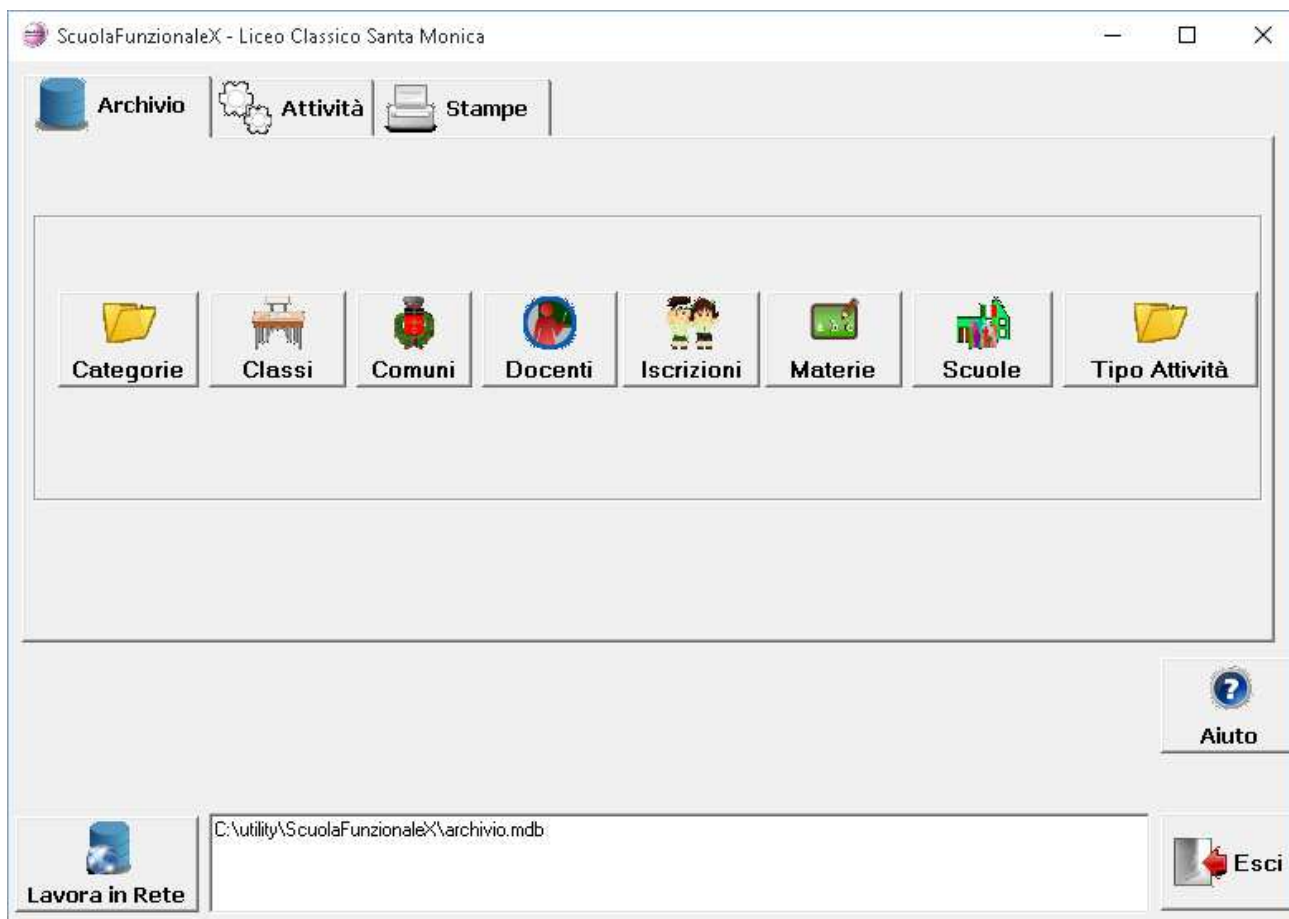 ScuolaFunzionaleX - Liceo Classico Santa Monica
Archivio Attività Stampe
Categorie Classi Comuni Docenti Iscrizioni Materie Scuole Tipo Attività
Aiuto
C:\utility\ScuolaFunzionaleX\archivio.mdb
Lavora in Rete
Esci